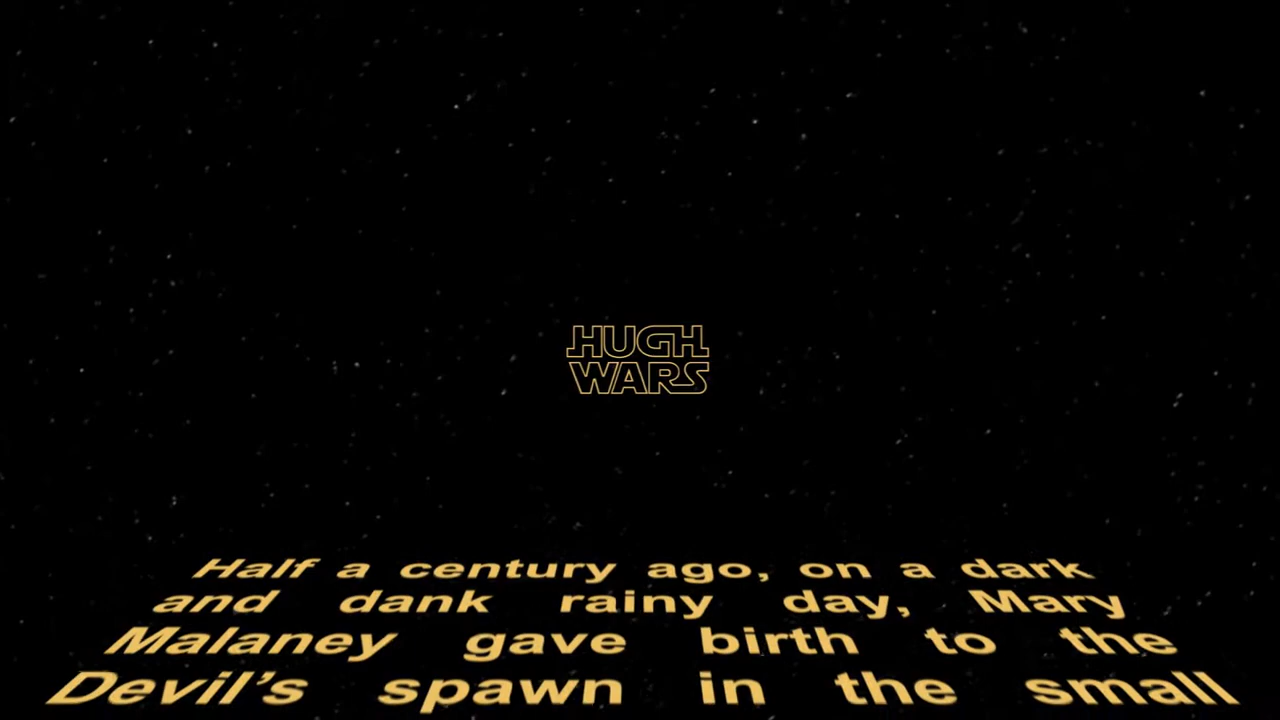 HUGH
WARS
Half a century ago, on a dark
and dank rainy day, Mary
Malaney gave birth to the
Devil’s spawn in the small